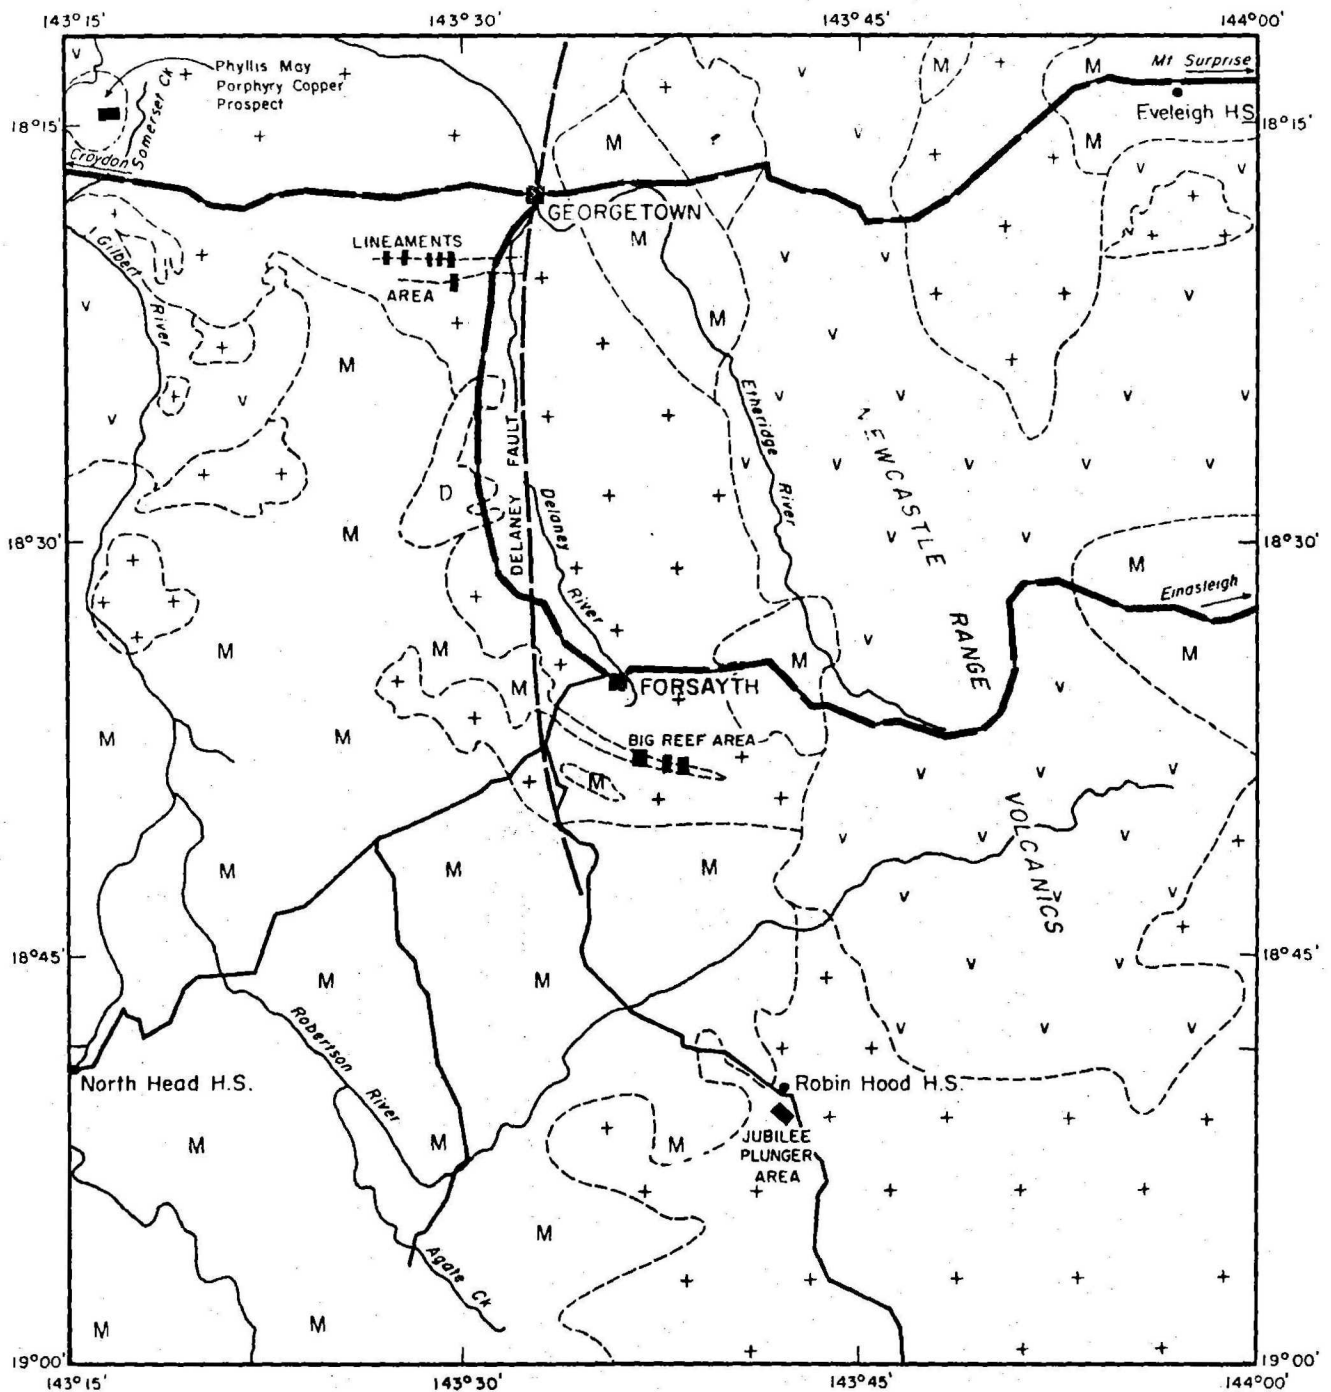 143°15' 143°30' 143°45' 144°00'
Phyllis May
Porphyry Copper
Prospect
Somerset Ck
Mt Surprise
Eveleigh H.S.
18°15' 18°15'
Croydon
GEORGETOWN
LINEAMENTS
AREA
Gilbert
River
Etheridge
River
DELANEY FAULT
Delaney
River
NEWCASTLE
RANGE
VOLCANICS
D
18°30' 18°30'
Einasleigh
FORSAYTH
BIG REEF AREA
18°45' 18°45'
Robertson
River
North Head H.S.
Robin Hood H.S.
JUBILEE
PLUNGER
AREA
Agate Ck
M
19°00' 19°00'
143°15' 143°30' 143°45' 144°00'